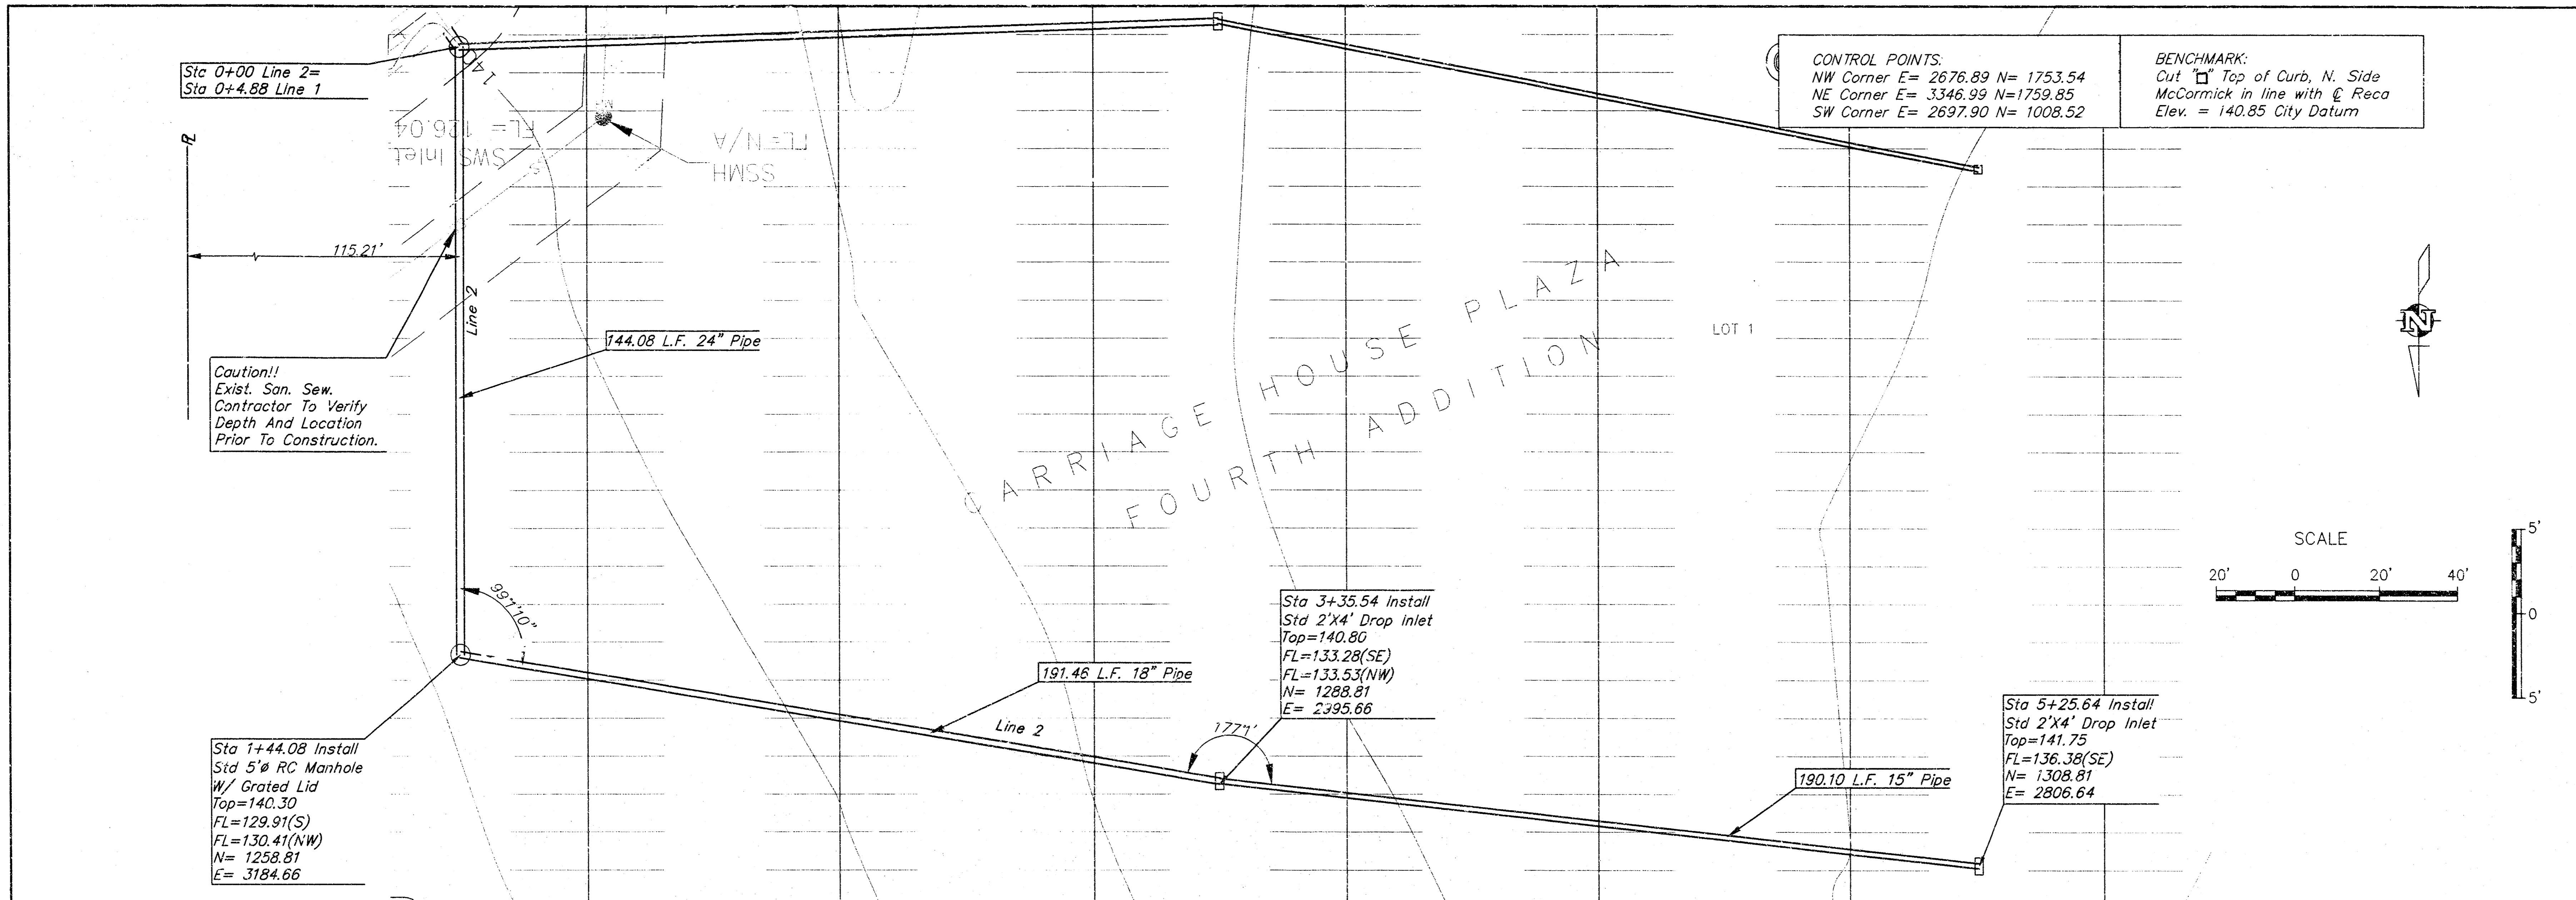 Sta 0+00 Line 2=
Sta 0+4.88 Line 1
CONTROL POINTS:
NW Corner E= 2676.89 N= 1753.54
NE Corner E= 3346.99 N=1759.85
SW Corner E= 2697.90 N= 1008.52
BENCHMARK:
Cut "□" Top of Curb, N. Side
McCormick in line with ℄ Reca
Elev. = 140.85 City Datum
14
SWS Inlet
FL= 126.04
SSMH
FL= N/A
115.21'
Line 2
144.08 L.F. 24" Pipe
Caution!!
Exist. San. Sew.
Contractor To Verify
Depth And Location
Prior To Construction.
CARRIAGE HOUSE PLAZA
FOURTH ADDITION
LOT 1
N
SCALE
20' 0 20' 40'
5'
0
5'
99°1'10"
191.46 L.F. 18" Pipe
Line 2
Sta 3+35.54 Install
Std 2'X4' Drop Inlet
Top=140.80
FL=133.28(SE)
FL=133.53(NW)
N= 1288.81
E= 2995.66
177°1'
190.10 L.F. 15" Pipe
Sta 5+25.64 Install
Std 2'X4' Drop Inlet
Top=141.75
FL=136.38(SE)
N= 1308.81
E= 2806.64
Sta 1+44.08 Install
Std 5'ø RC Manhole
W/ Grated Lid
Top=140.30
FL=129.91(S)
FL=130.41(NW)
N= 1258.81
E= 3184.66